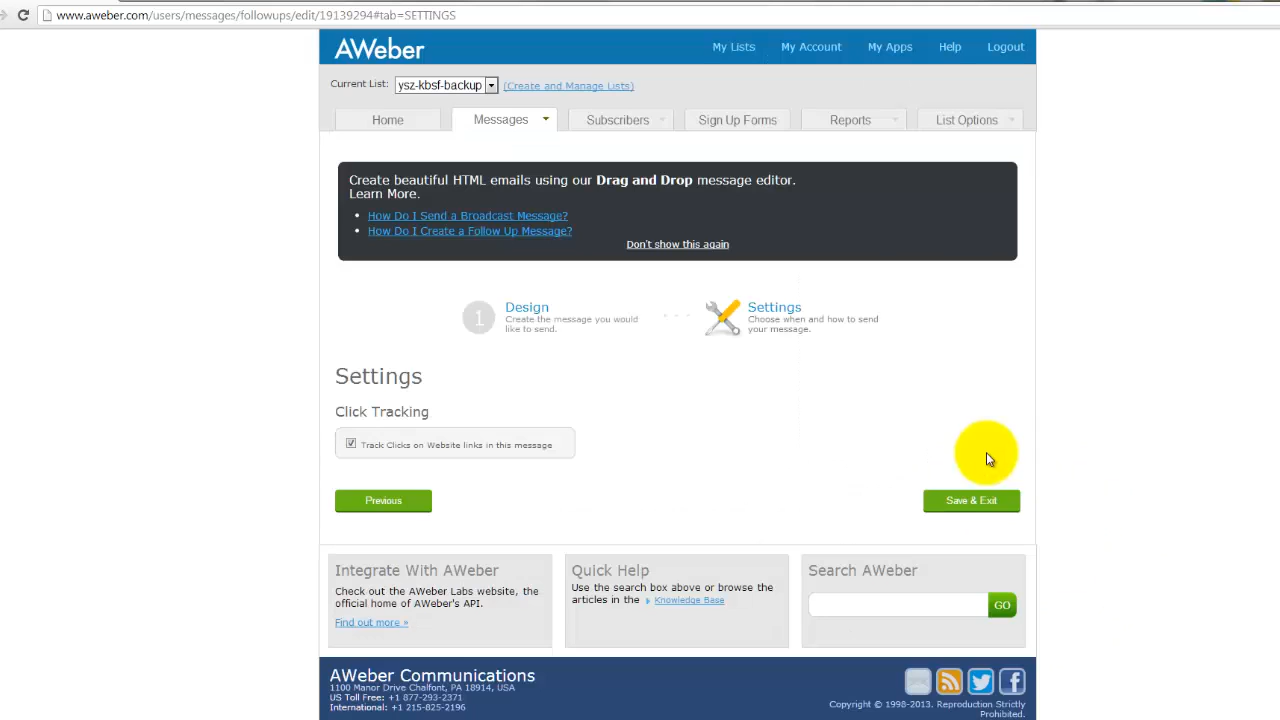 www.aweber.com/users/messages/followups/edit/19139294#tab=SETTINGS
AWeber
My Lists My Account My Apps Help Logout
Current List: ysz-kbsf-backup (Create and Manage Lists)
Home Messages Subscribers Sign Up Forms Reports List Options
Create beautiful HTML emails using our Drag and Drop message editor.
Learn More.
• How Do I Send a Broadcast Message?
• How Do I Create a Follow Up Message?
Don't show this again
1
Design
Create the message you would
like to send.
Settings
Choose when and how to send
your message.
Settings
Click Tracking
Track Clicks on Website links in this message
Previous
Save & Exit
Integrate With AWeber
Check out the AWeber Labs website, the
official home of AWeber's API.
Find out more »
Quick Help
Use the search box above or browse the
articles in the Knowledge Base
Search AWeber
GO
AWeber Communications
1100 Manor Drive Chalfont, PA 18914, USA
US Toll Free: +1 877-293-2371
International: +1 215-825-2196
Copyright © 1998-2013. Reproduction Strictly
Prohibited.